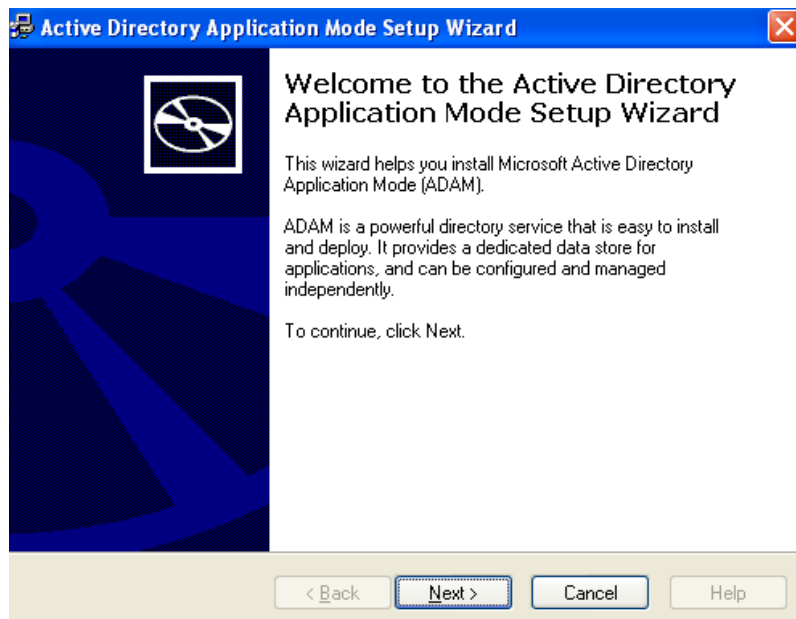 Active Directory Application Mode Setup Wizard
Welcome to the Active Directory
Application Mode Setup Wizard
This wizard helps you install Microsoft Active Directory
Application Mode (ADAM).
ADAM is a powerful directory service that is easy to install
and deploy. It provides a dedicated data store for
applications, and can be configured and managed
independently.
To continue, click Next.
< Back Next > Cancel Help